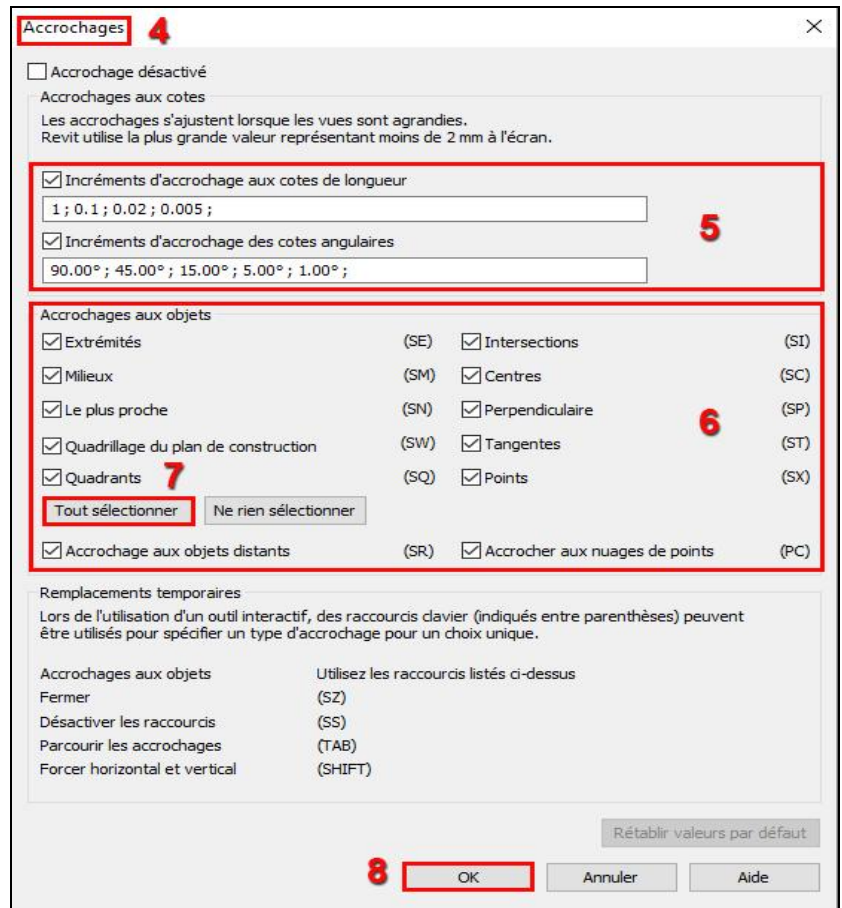 Accrochages 4
Accrochage désactivé
Accrochages aux cotes
Les accrochages s'ajustent lorsque les vues sont agrandies.
Revit utilise la plus grande valeur représentant moins de 2 mm à l'écran.
Incréments d'accrochage aux cotes de longueur
1 ; 0.1 ; 0.02 ; 0.005 ;
5
Incréments d'accrochage des cotes angulaires
90.00° ; 45.00° ; 15.00° ; 5.00° ; 1.00° ;
Accrochages aux objets
Extrémités (SE) Intersections (SI)
Milieux (SM) Centres (SC)
Le plus proche (SN) Perpendiculaire (SP)
6
Quadrillage du plan de construction (SW) Tangentes (ST)
Quadrants 7 (SQ) Points (SX)
Tout sélectionner Ne rien sélectionner
Accrochage aux objets distants (SR) Accrocher aux nuages de points (PC)
Remplacements temporaires
Lors de l'utilisation d'un outil interactif, des raccourcis clavier (indiqués entre parenthèses) peuvent
être utilisés pour spécifier un type d'accrochage pour un choix unique.
Accrochages aux objets Utilisez les raccourcis listés ci-dessus
Fermer (SZ)
Désactiver les raccourcis (SS)
Parcourir les accrochages (TAB)
Forcer horizontal et vertical (SHIFT)
Rétablir valeurs par défaut
8 OK Annuler Aide